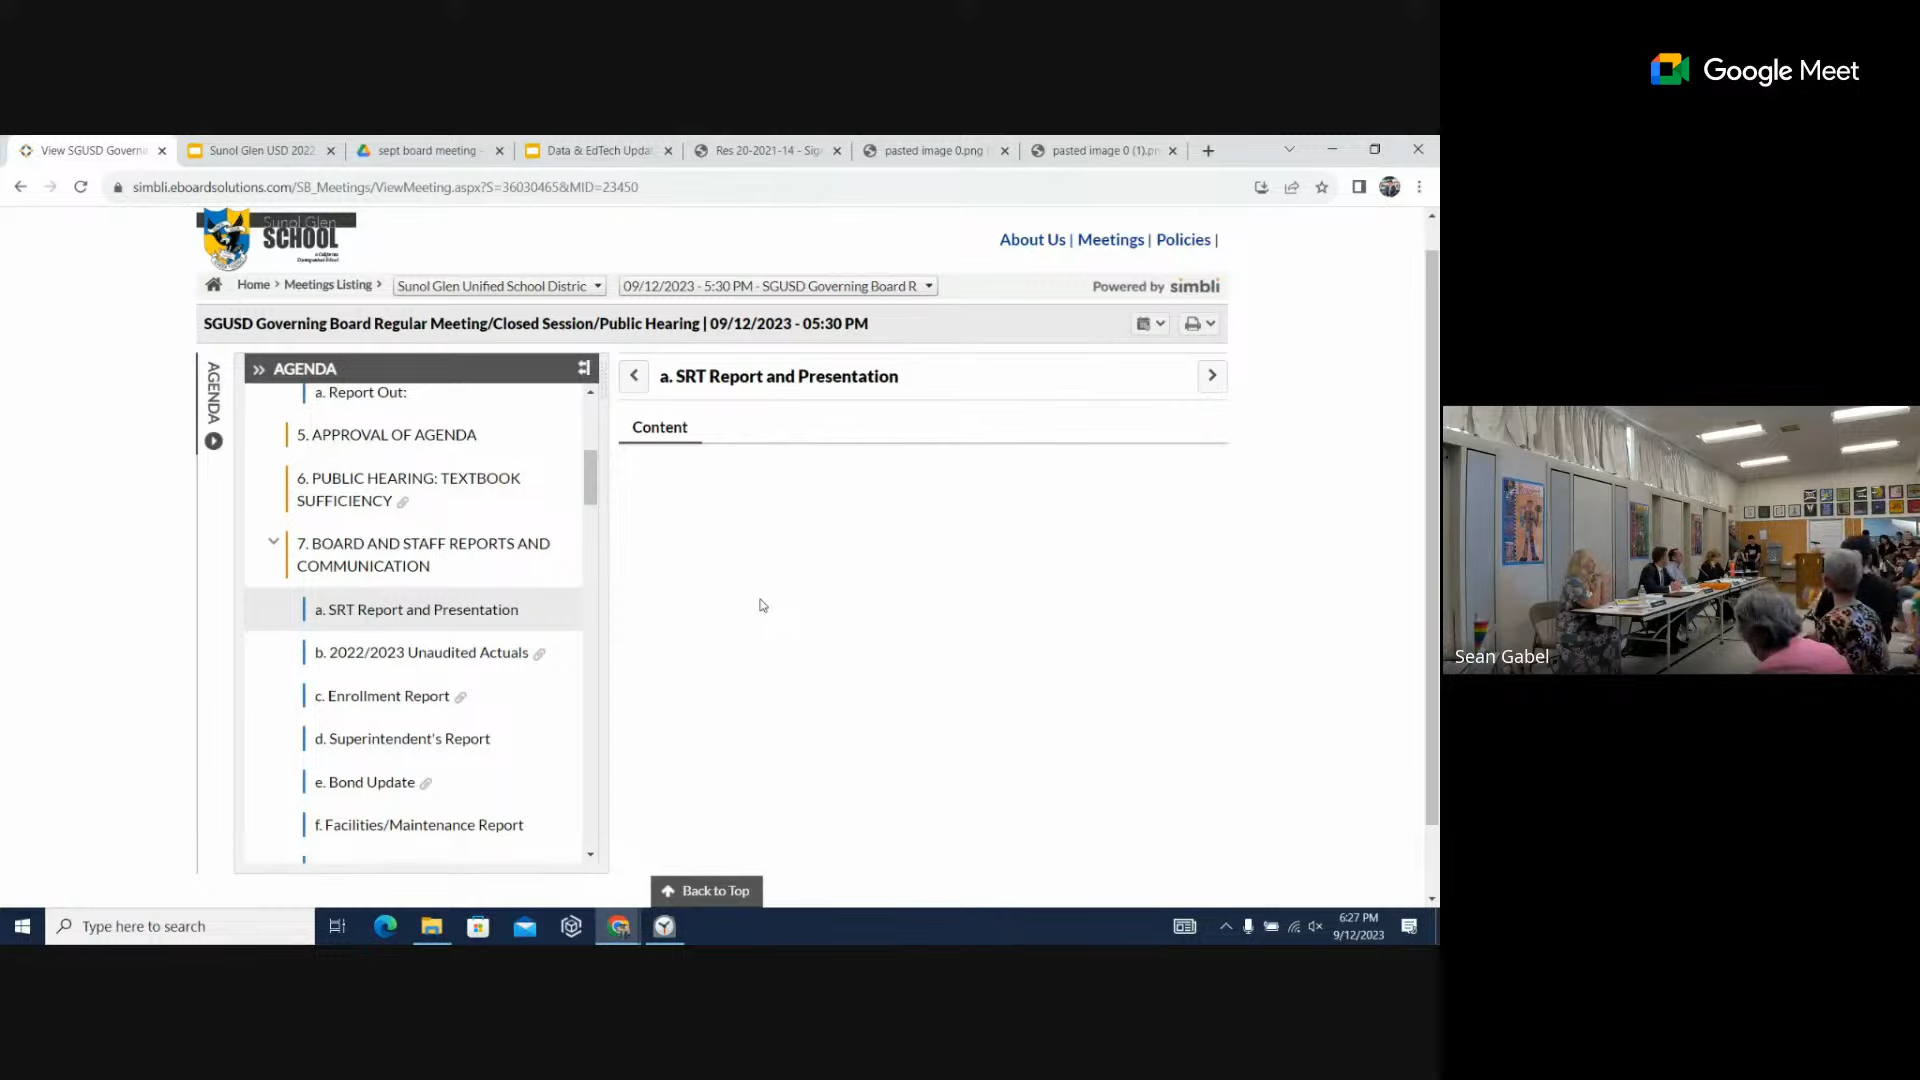 Google Meet
View SGUSD Governa
Sunol Glen USD 2022
sept board meeting -
Data & EdTech Upda
Res 20-2021-14 - Sig
pasted image 0.png
pasted image 0 (1).pn
simbli.eboardsolutions.com/SB_Meetings/ViewMeeting.aspx?S=36030465&MID=23450
Sunol Glen
SCHOOL
About Us | Meetings | Policies |
Home > Meetings Listing >
Sunol Glen Unified School Distric
09/12/2023 - 5:30 PM - SGUSD Governing Board R
Powered by simbli
SGUSD Governing Board Regular Meeting/Closed Session/Public Hearing | 09/12/2023 - 05:30 PM
AGENDA
AGENDA
a. Report Out:
5. APPROVAL OF AGENDA
6. PUBLIC HEARING: TEXTBOOK
SUFFICIENCY
7. BOARD AND STAFF REPORTS AND
COMMUNICATION
a. SRT Report and Presentation
b. 2022/2023 Unaudited Actuals
c. Enrollment Report
d. Superintendent's Report
e. Bond Update
f. Facilities/Maintenance Report
a. SRT Report and Presentation
Content
Back to Top
Sean Gabel
Type here to search
6:27 PM
9/12/2023